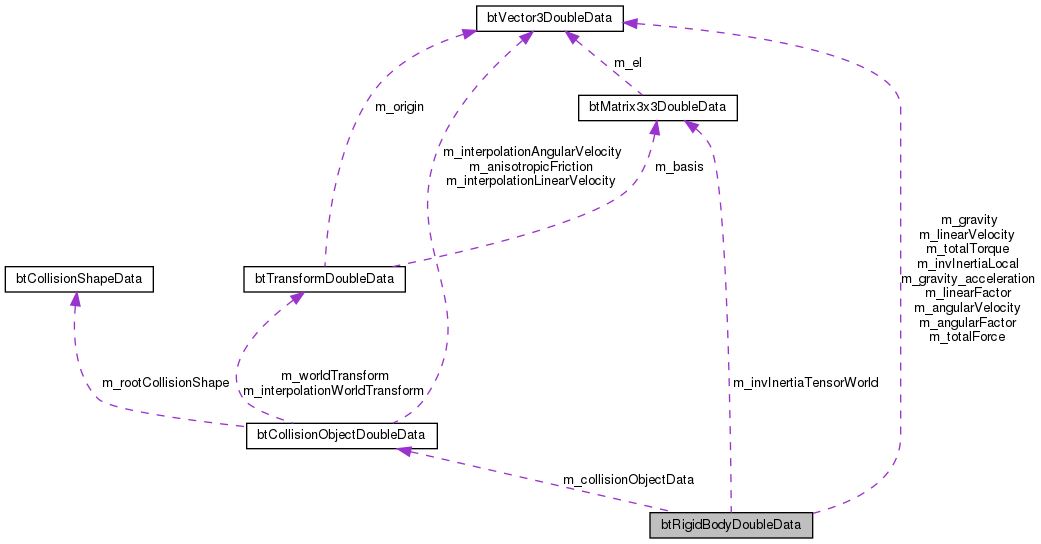 btVector3DoubleData
m_el
btMatrix3x3DoubleData
m_origin
m_interpolationAngularVelocity
m_anisotropicFriction
m_interpolationLinearVelocity
m_basis
m_gravity
m_linearVelocity
m_totalTorque
m_invInertiaLocal
m_gravity_acceleration
m_linearFactor
m_angularVelocity
m_angularFactor
m_totalForce
btCollisionShapeData
btTransformDoubleData
m_rootCollisionShape
m_worldTransform
m_interpolationWorldTransform
m_invInertiaTensorWorld
btCollisionObjectDoubleData
m_collisionObjectData
btRigidBodyDoubleData